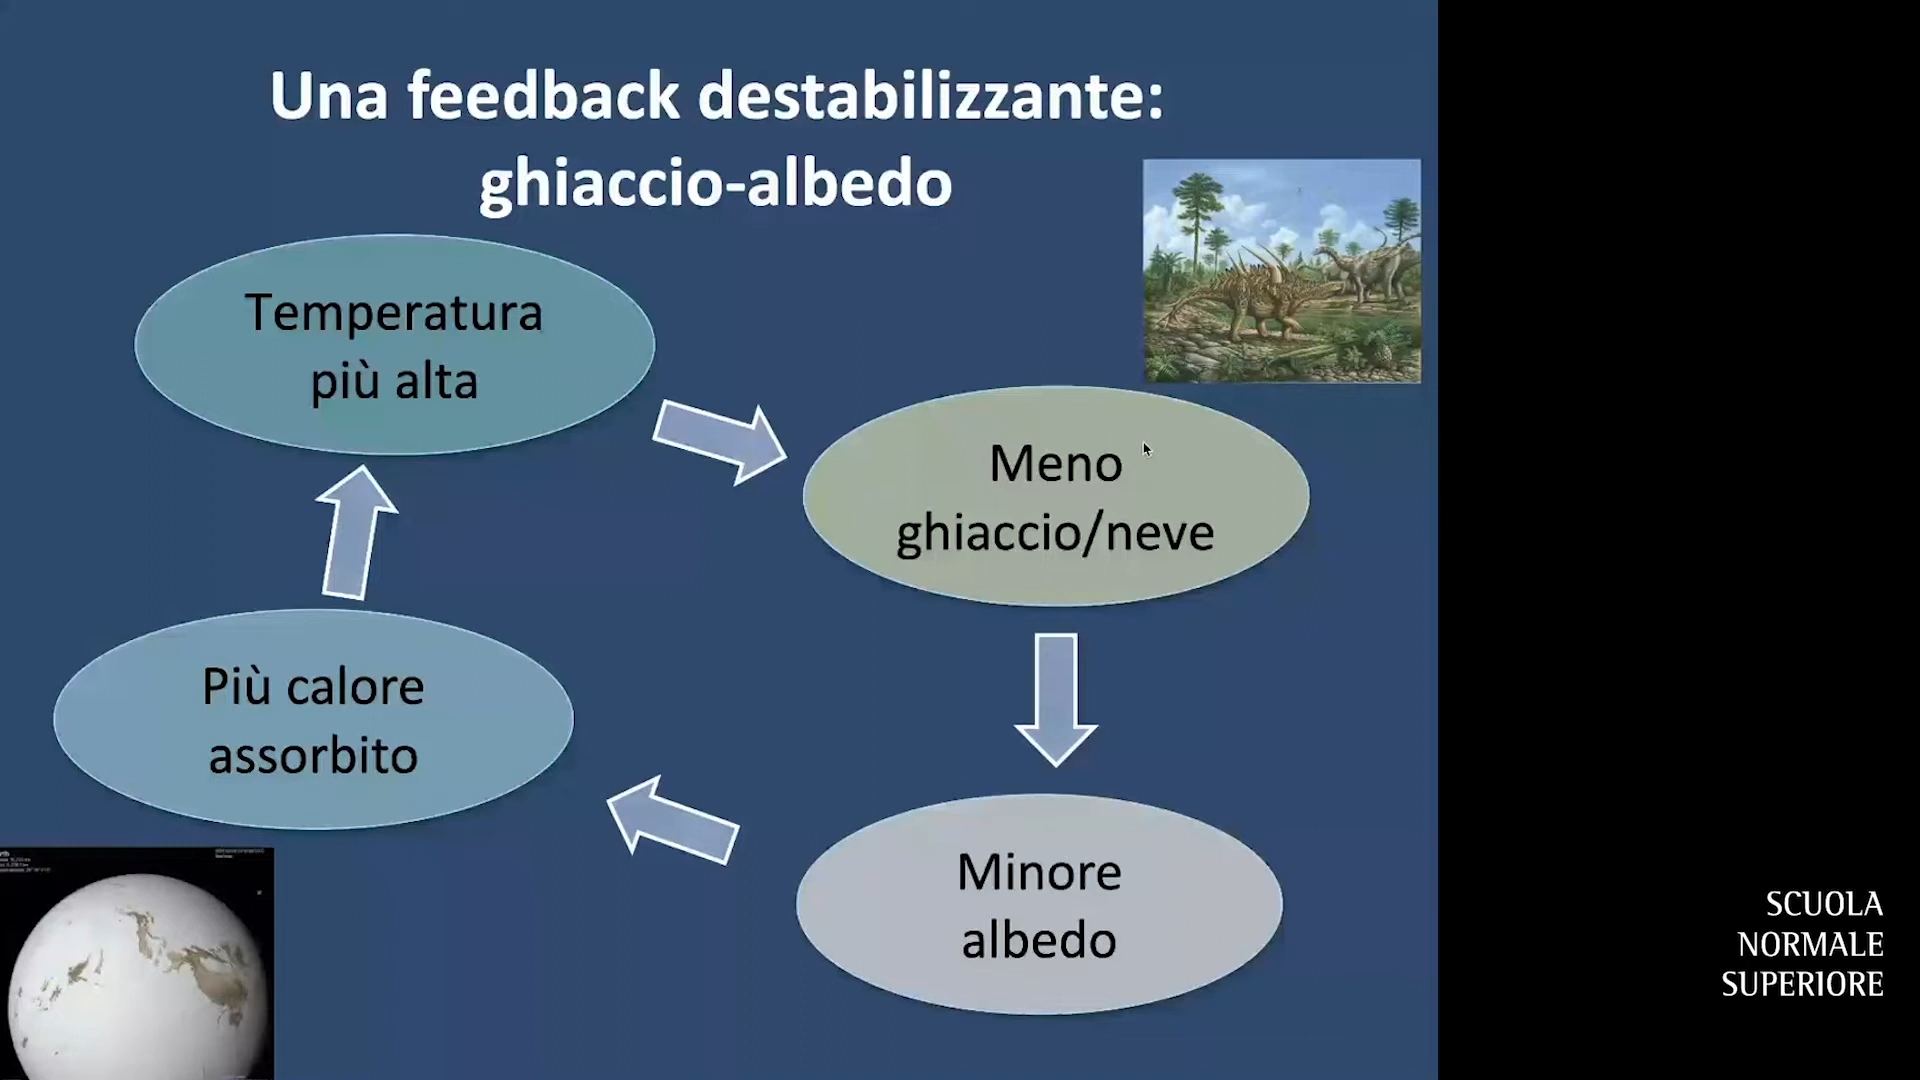 Una feedback destabilizzante:
ghiaccio-albedo
Temperatura
più alta
Meno
ghiaccio/neve
Più calore
assorbito
Minore
albedo
SCUOLA
NORMALE
SUPERIORE